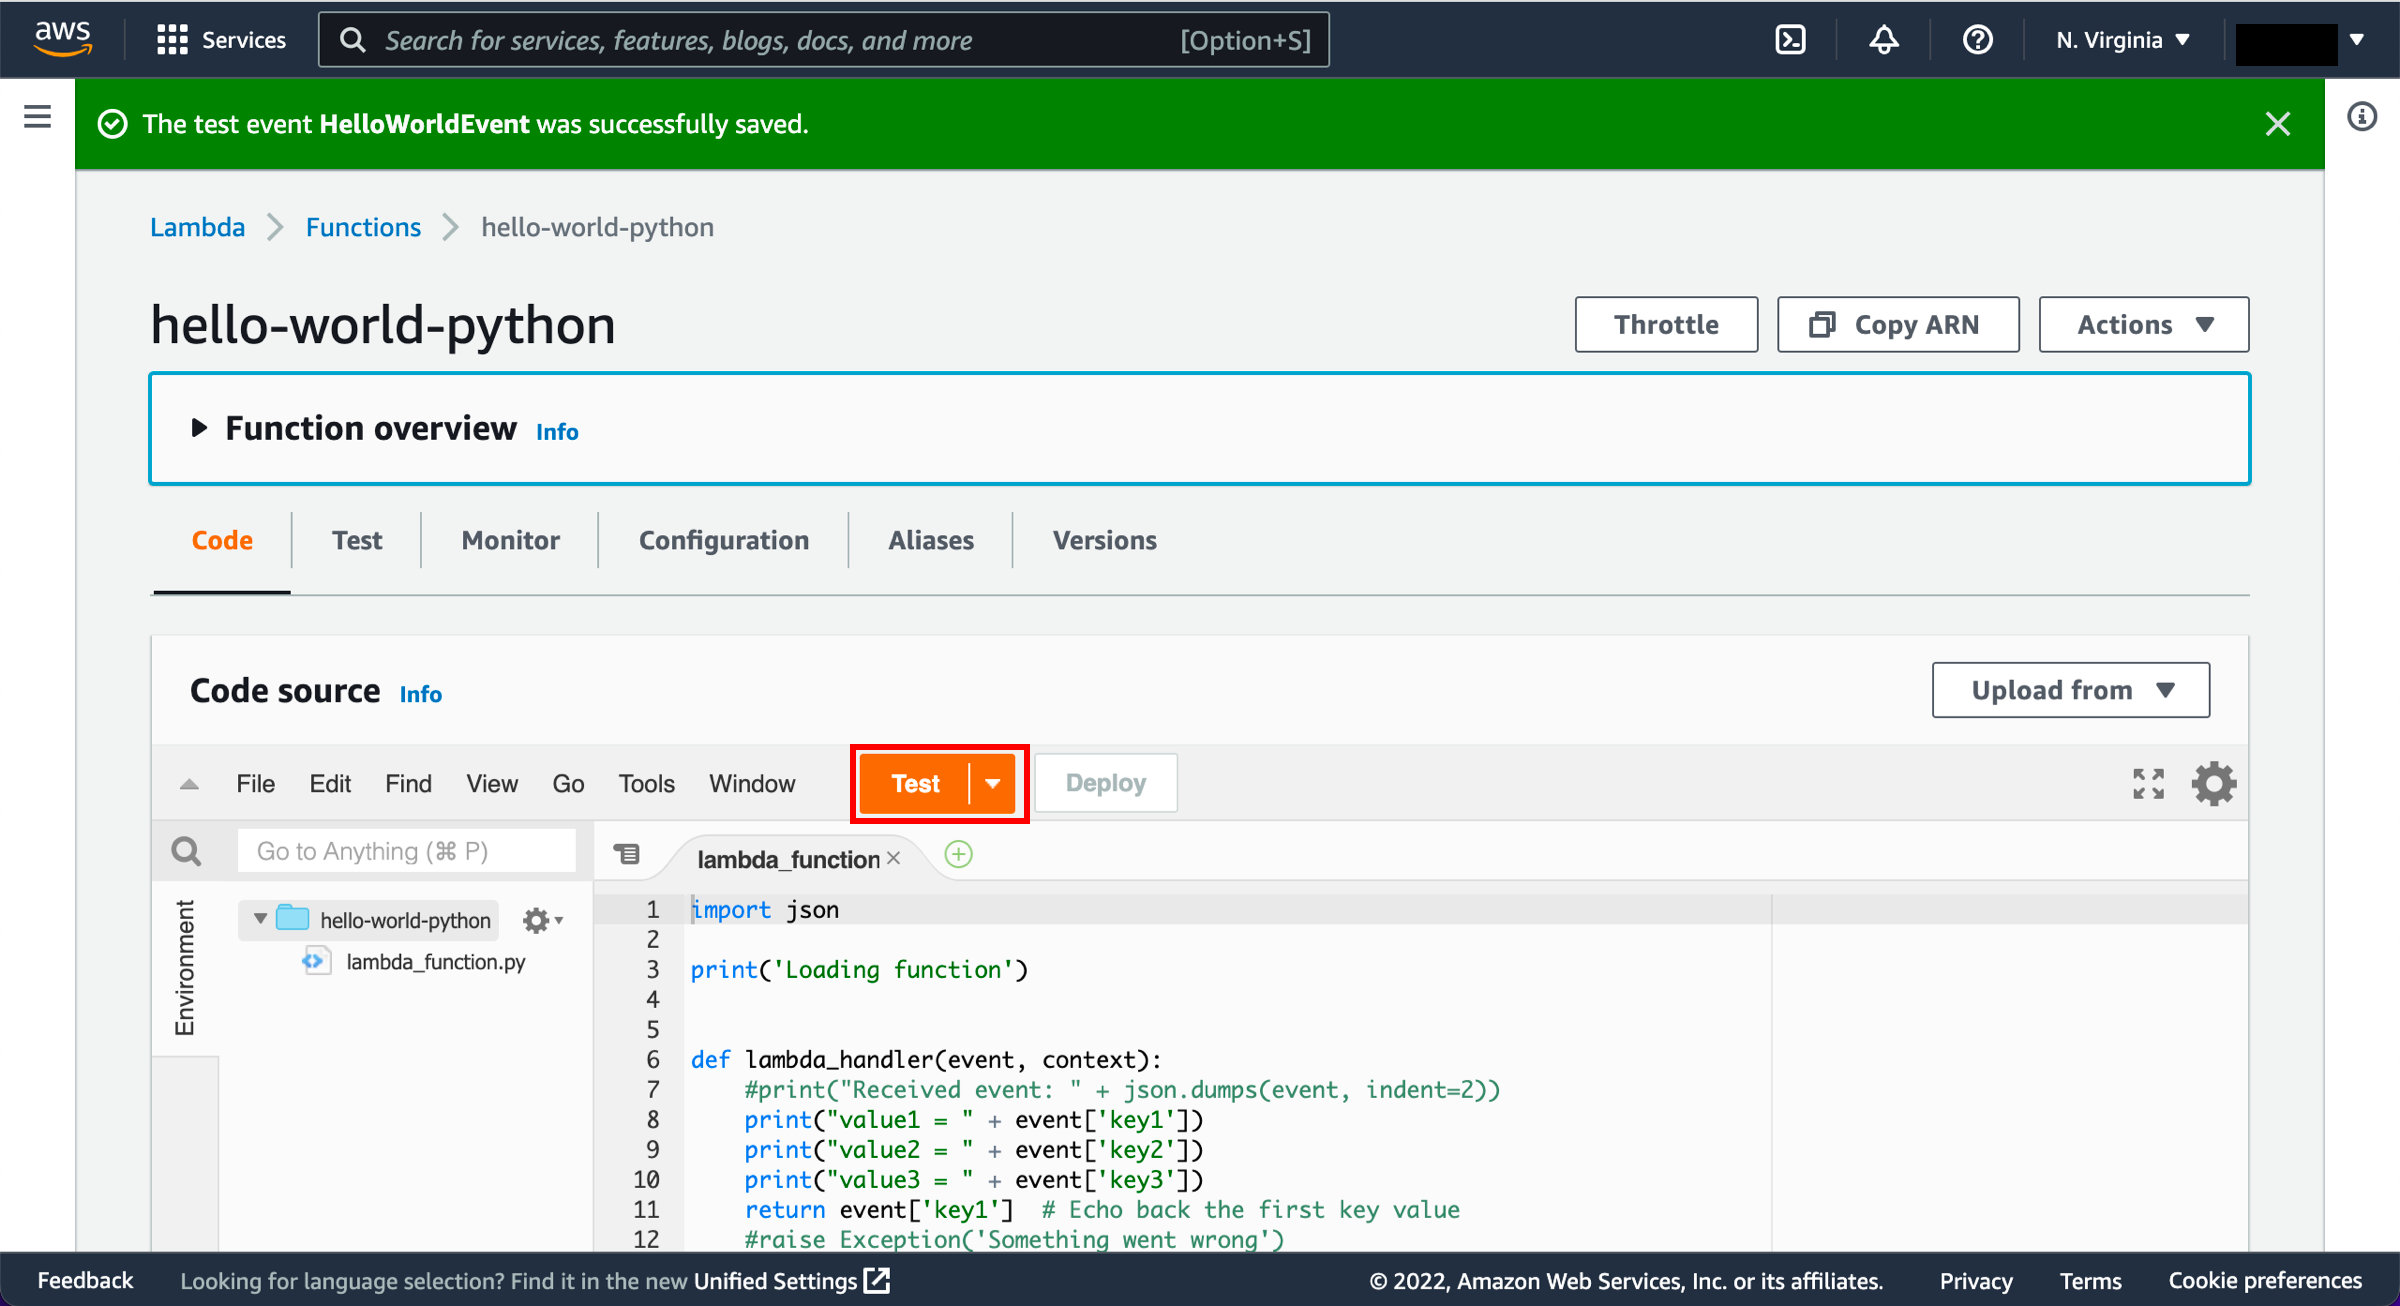 aws
Services
Search for services, features, blogs, docs, and more [Option+S]
N. Virginia
The test event HelloWorldEvent was successfully saved.
Lambda Functions hello-world-python
hello-world-python
Throttle
Copy ARN
Actions
Function overview Info
Code Test Monitor Configuration Aliases Versions
Code source Info
Upload from
File Edit Find View Go Tools Window
Test
Deploy
Go to Anything (⌘ P)
lambda_function
Environment
hello-world-python
lambda_function.py
1 import json
2
3 print('Loading function')
4
5
6 def lambda_handler(event, context):
7 #print("Received event: " + json.dumps(event, indent=2))
8 print("value1 = " + event['key1'])
9 print("value2 = " + event['key2'])
10 print("value3 = " + event['key3'])
11 return event['key1'] # Echo back the first key value
12 #raise Exception('Something went wrong')
Feedback Looking for language selection? Find it in the new Unified Settings © 2022, Amazon Web Services, Inc. or its affiliates. Privacy Terms Cookie preferences